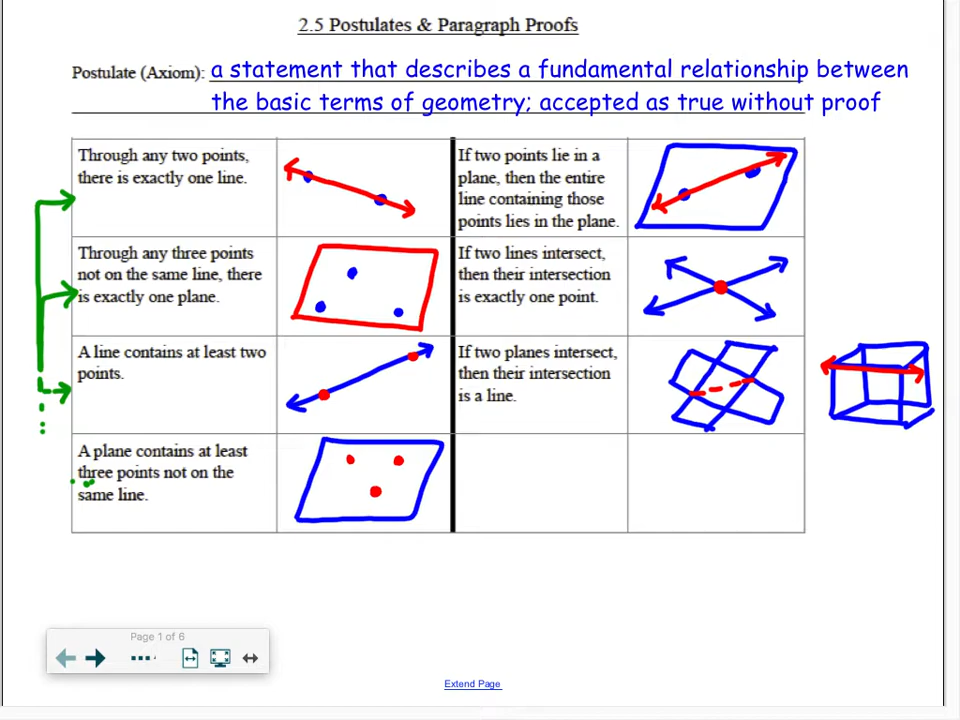 2.5 Postulates & Paragraph Proofs
Postulate (Axiom): a statement that describes a fundamental relationship between
the basic terms of geometry; accepted as true without proof
Through any two points,
there is exactly one line.
If two points lie in a
plane, then the entire
line containing those
points lies in the plane.
Through any three points
not on the same line, there
is exactly one plane.
If two lines intersect,
then their intersection
is exactly one point.
A line contains at least two
points.
If two planes intersect,
then their intersection
is a line.
A plane contains at least
three points not on the
same line.
Page 1 of 6
Extend Page